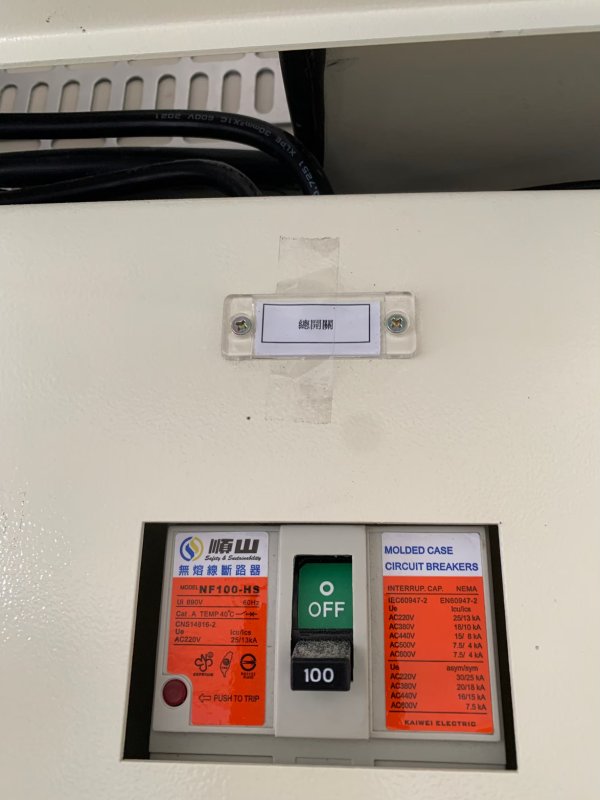 XLPE 30mm²X1C 600V 2021
總開關
順山
Safety & Sustainability
無熔線斷路器
MODEL NF100-HS
Ui 690V 60Hz
Cat. A TEMP 40℃
CNS14816-2
Ue Icu/Ics
AC220V 25/13kA
PUSH TO TRIP
O
OFF
100
MOLDED CASE
CIRCUIT BREAKERS
INTERRUP. CAP. NEMA
IEC60947-2 EN60947-2
Ue Icu/Ics
AC220V 25/13 kA
AC380V 18/10 kA
AC440V 15/ 8 kA
AC500V 7.5/ 4 kA
AC600V 7.5/ 4 kA
Ue asym/sym
AC220V 30/25 kA
AC380V 20/18 kA
AC440V 16/15 kA
AC600V 7.5 kA
KAIWEI ELECTRIC